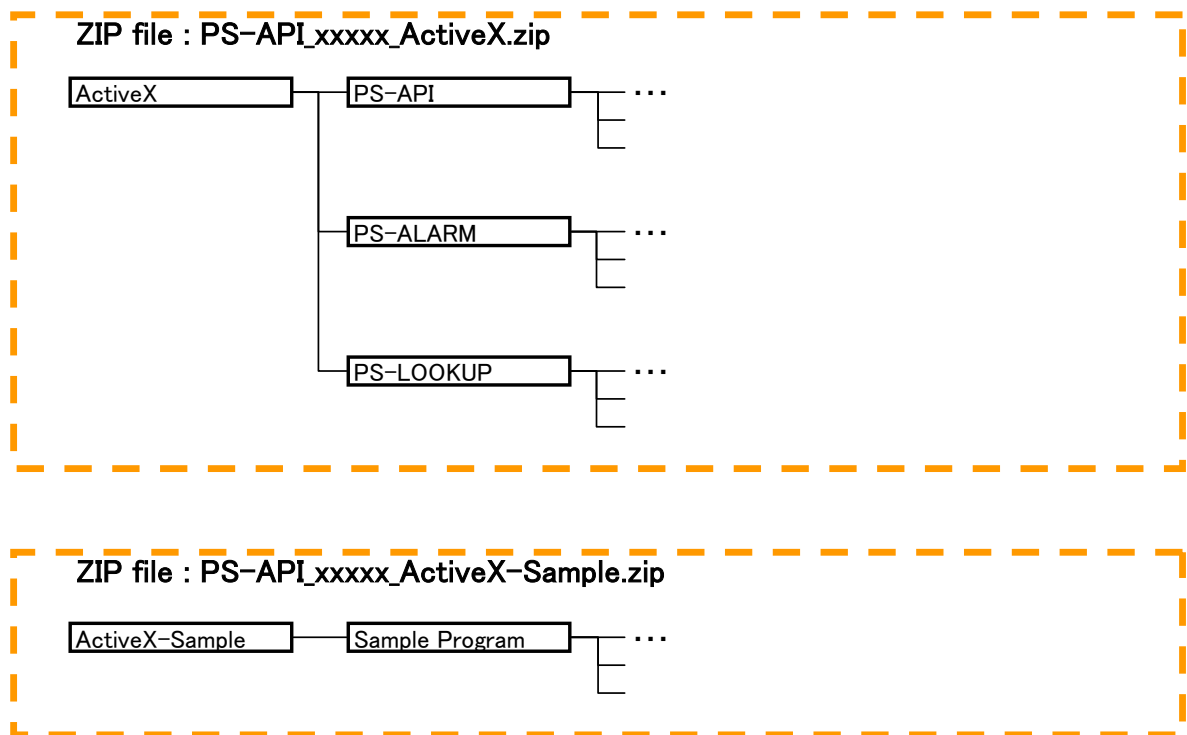 ZIP file : PS-API_xxxxx_ActiveX.zip
ActiveX
PS-API
...
PS-ALARM
...
PS-LOOKUP
...
ZIP file : PS-API_xxxxx_ActiveX-Sample.zip
ActiveX-Sample
Sample Program
...